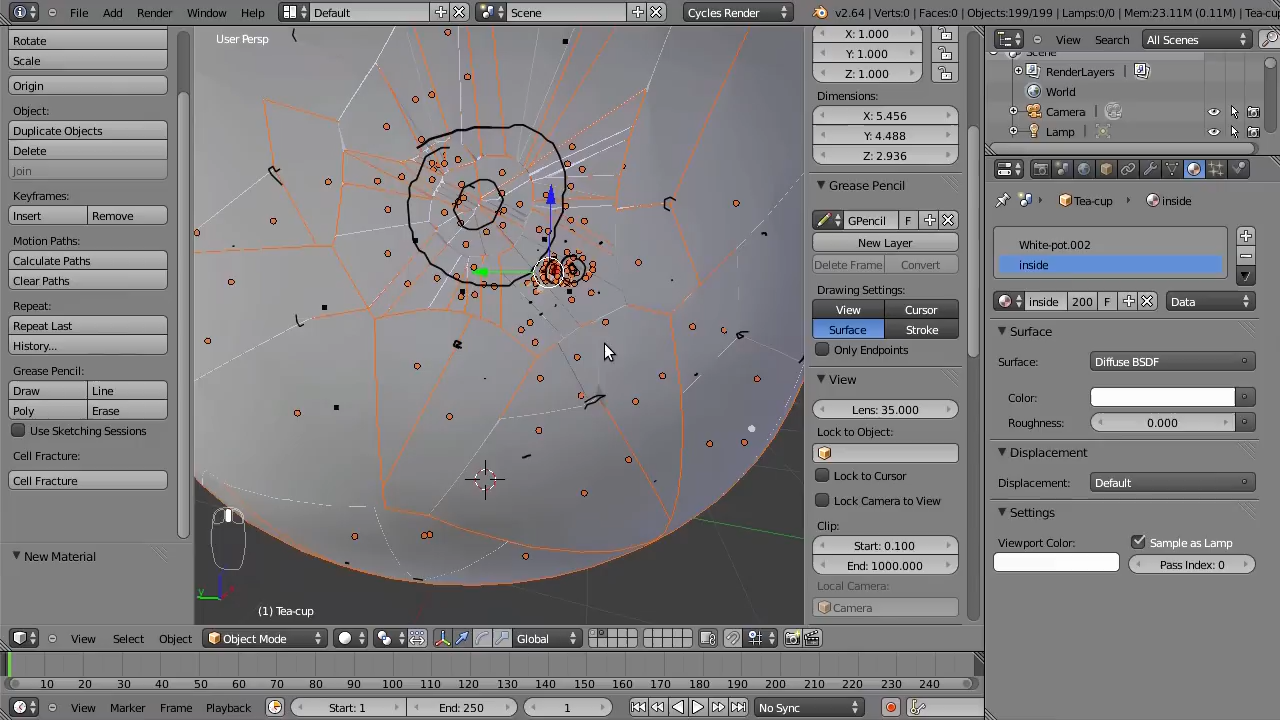 File Add Render Window Help Default Scene Cycles Render v2.64 | Verts:0 | Faces:0 | Objects:199/199 | Lamps:0/0 | Mem:23.11M (0.11M) | Tea-cup
Rotate
Scale
Origin
Object:
Duplicate Objects
Delete
Join
Keyframes:
Insert Remove
Motion Paths:
Calculate Paths
Clear Paths
Repeat:
Repeat Last
History...
Grease Pencil:
Draw Line
Poly Erase
Use Sketching Sessions
Cell Fracture:
Cell Fracture
New Material
User Persp
(1) Tea-cup
X: 1.000
Y: 1.000
Z: 1.000
Dimensions:
X: 5.456
Y: 4.488
Z: 2.936
Grease Pencil
GPencil F
New Layer
Delete Frame Convert
Drawing Settings:
View Cursor
Surface Stroke
Only Endpoints
View
Lens: 35.000
Lock to Object:
Lock to Cursor
Lock Camera to View
Clip:
Start: 0.100
End: 1000.000
Local Camera:
Camera
View Search All Scenes
Scene
RenderLayers
World
Camera
Lamp
Tea-cup inside
White-pot.002
inside
inside 200 F Data
Surface
Surface: Diffuse BSDF
Color:
Roughness: 0.000
Displacement
Displacement: Default
Settings
Viewport Color: Sample as Lamp
Pass Index: 0
View Select Object Object Mode Global
10 20 30 40 50 60 70 80 90 100 110 120 130 140 150 160 170 180 190 200 210 220 230 240
View Marker Frame Playback Start: 1 End: 250 1 No Sync